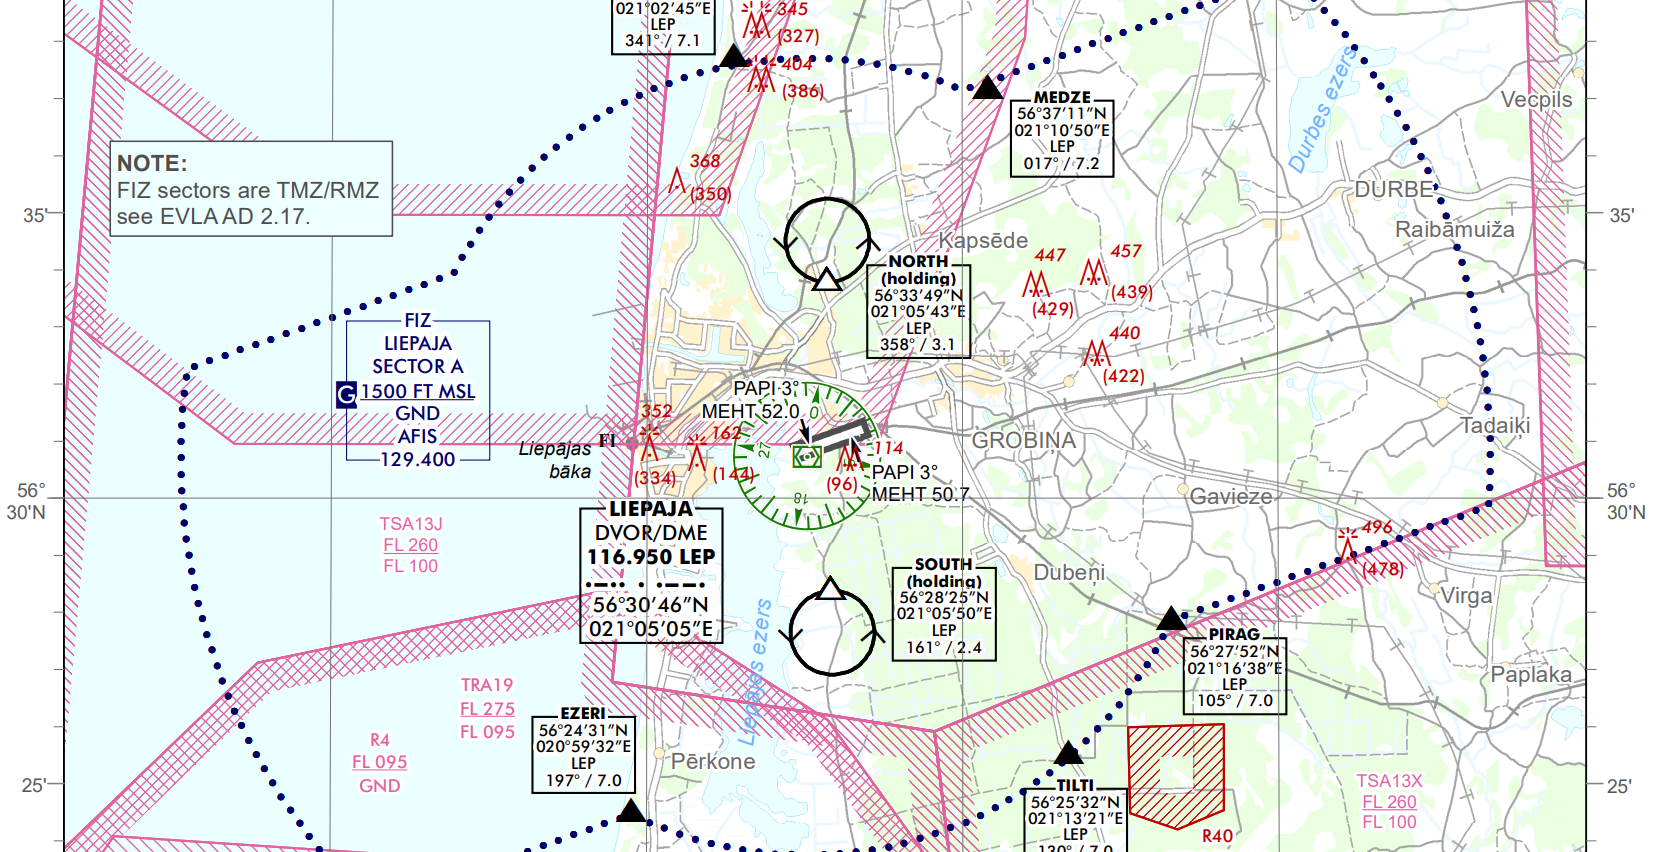 021°02′45″E
LEP
341° / 7.1
345
(327)
404
(386)
MEDZE
56°37′11″N
021°10′50″E
LEP
017° / 7.2
Durbes ezers
Vecpils
NOTE:
FIZ sectors are TMZ/RMZ
see EVLA AD 2.17.
368
(350)
DURBE
35'
35'
Raibāmuiža
Kapsēde
NORTH
(holding)
56°33′49″N
021°05′43″E
LEP
358° / 3.1
447
(429)
457
(439)
440
(422)
FIZ
LIEPAJA
SECTOR A
G 1500 FT MSL
GND
AFIS
129.400
PAPI 3°
MEHT 52.0
0
27
18
352
(334)
162
(144)
114
(96)
PAPI 3°
MEHT 50.7
Fl
Liepājas
bāka
GROBIŅA
Tadaiķi
Gavieze
56°
30'N
56°
30'N
LIEPAJA
DVOR/DME
116.950 LEP
56°30′46″N
021°05′05″E
TSA13J
FL 260
FL 100
496
(478)
SOUTH
(holding)
56°28′25″N
021°05′50″E
LEP
161° / 2.4
Dubeņi
Virga
Liepājas ezers
PIRAG
56°27′52″N
021°16′38″E
LEP
105° / 7.0
Paplaka
TRA19
FL 275
FL 095
R4
FL 095
GND
EZERI
56°24′31″N
020°59′32″E
LEP
197° / 7.0
Pērkone
25'
25'
TILTI
56°25′32″N
021°13′21″E
LEP
130° / 7.0
R40
TSA13X
FL 260
FL 100